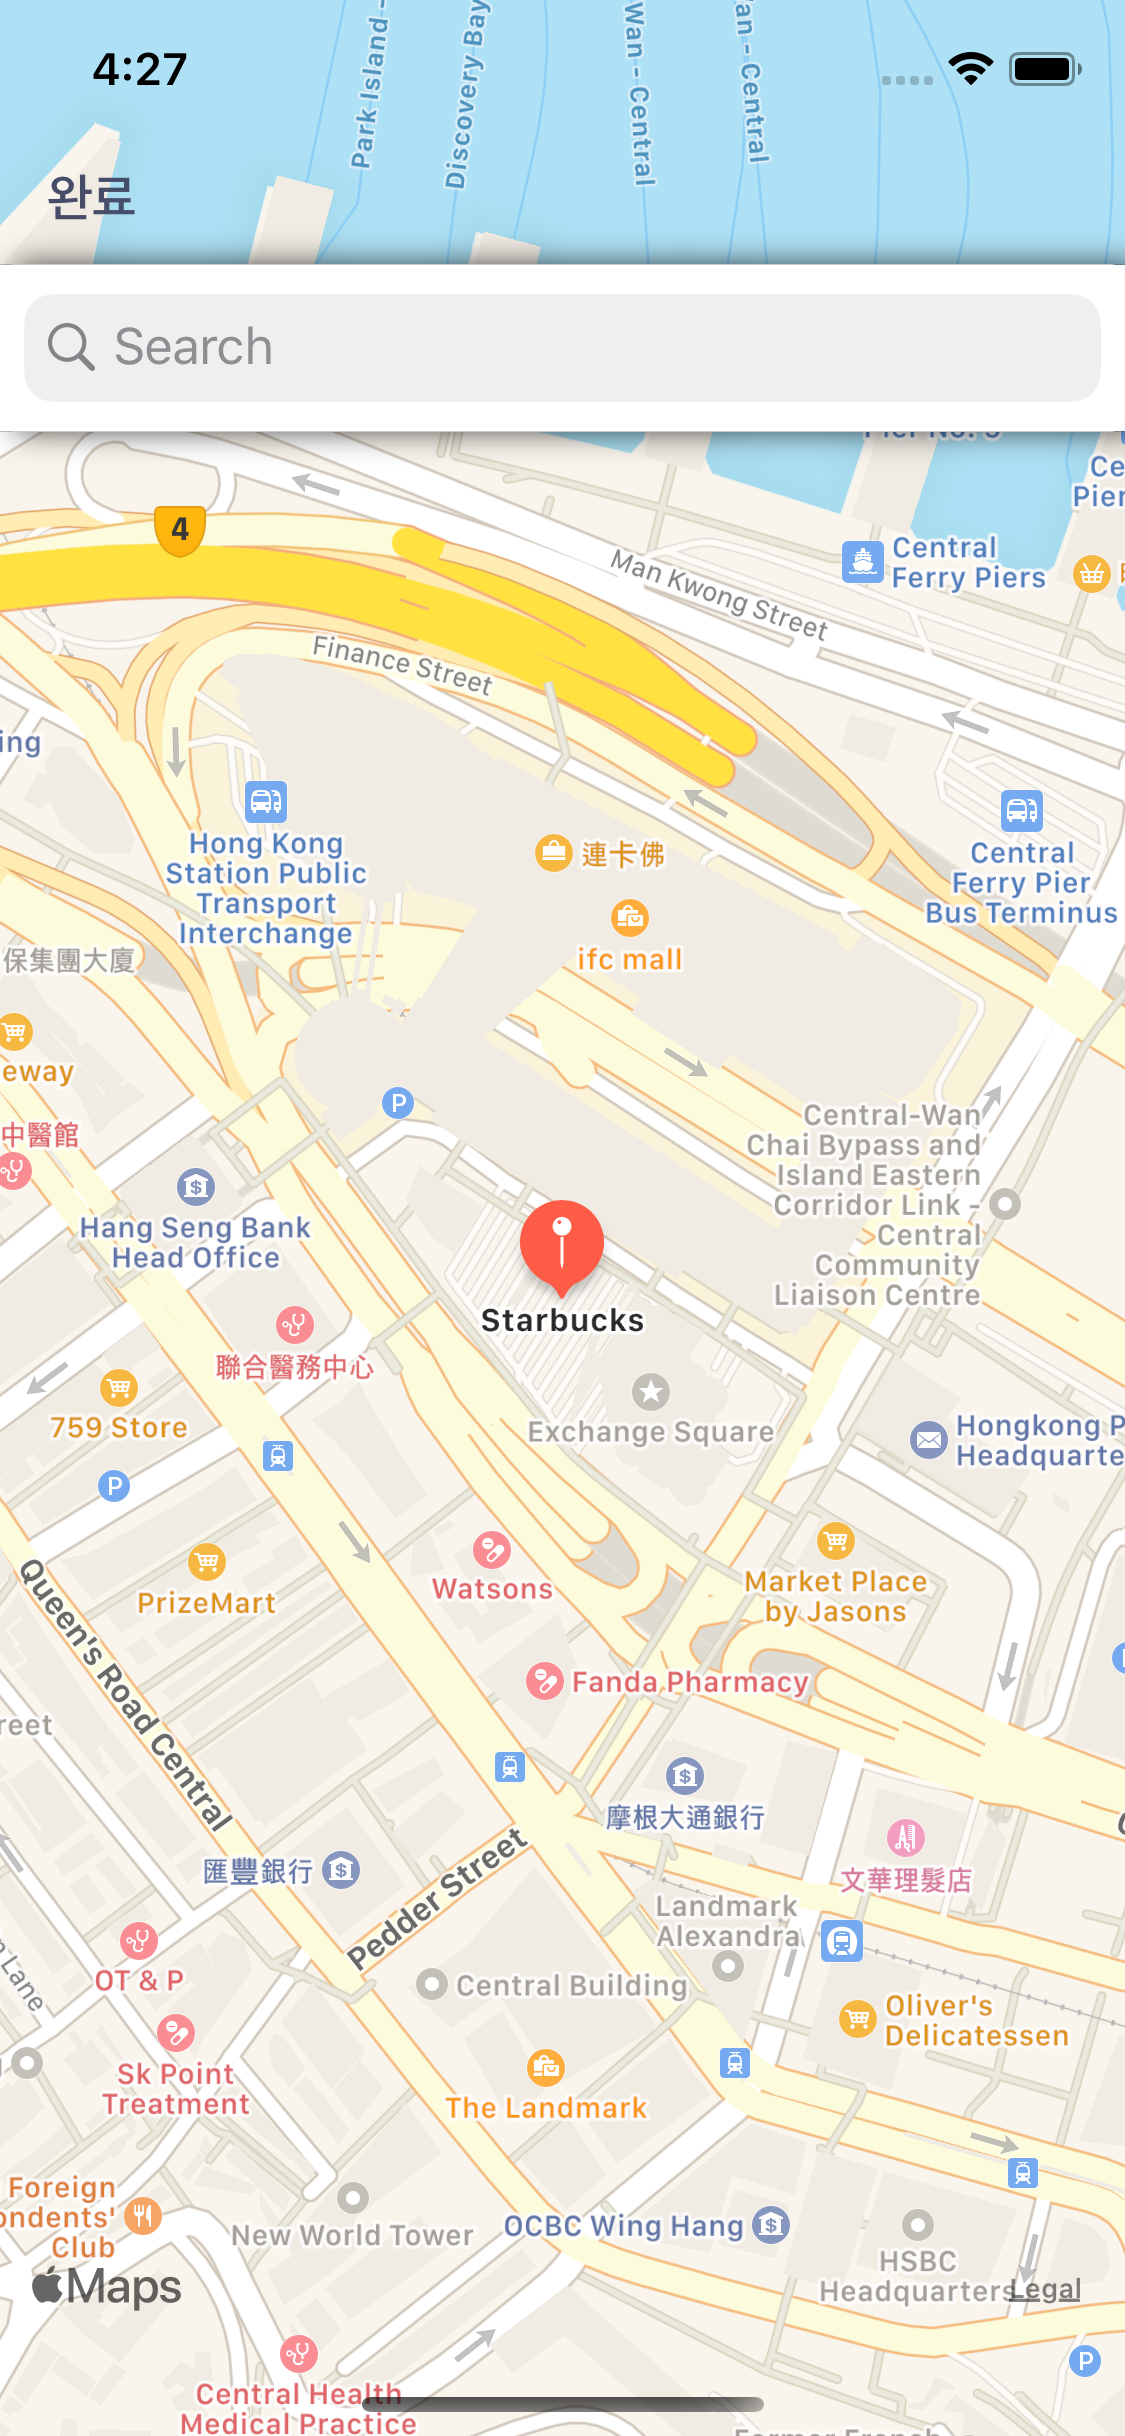 4:27
Park Island -
Discovery Bay
Wan - Central
Wan - Central
완료
Search
Central
Ferry Piers
4
Man Kwong Street
Finance Street
Hong Kong
Station Public
Transport
Interchange
連卡佛
ifc mall
Central
Ferry Pier
Bus Terminus
保集團大廈
eway
P
中醫館
Central-Wan
Chai Bypass and
Island Eastern
Corridor Link -
Central
Community
Liaison Centre
Hang Seng Bank
Head Office
Starbucks
聯合醫務中心
759 Store
P
Exchange Square
Hongkong P
Headquarte
PrizeMart
Watsons
Market Place
by Jasons
Queen's Road Central
Fanda Pharmacy
reet
摩根大通銀行
匯豐銀行
Pedder Street
文華理髮店
Landmark
Alexandra
OT & P
Central Building
n Lane
Oliver's
Delicatessen
Sk Point
Treatment
The Landmark
Foreign
ondents'
Club
New World Tower
OCBC Wing Hang
HSBC
Headquarters
Maps
Legal
P
Central Health
Medical Practice